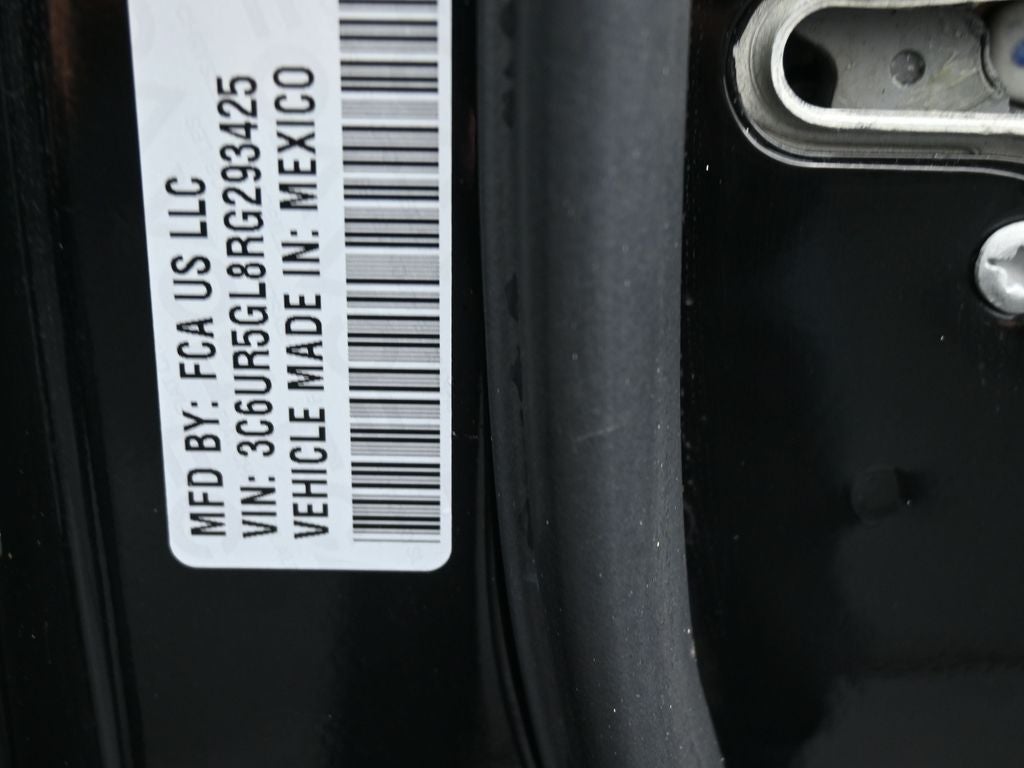 MFD BY: FCA US LLC
VIN: 3C6UR5GL8RG293425
VEHICLE MADE IN: MEXICO